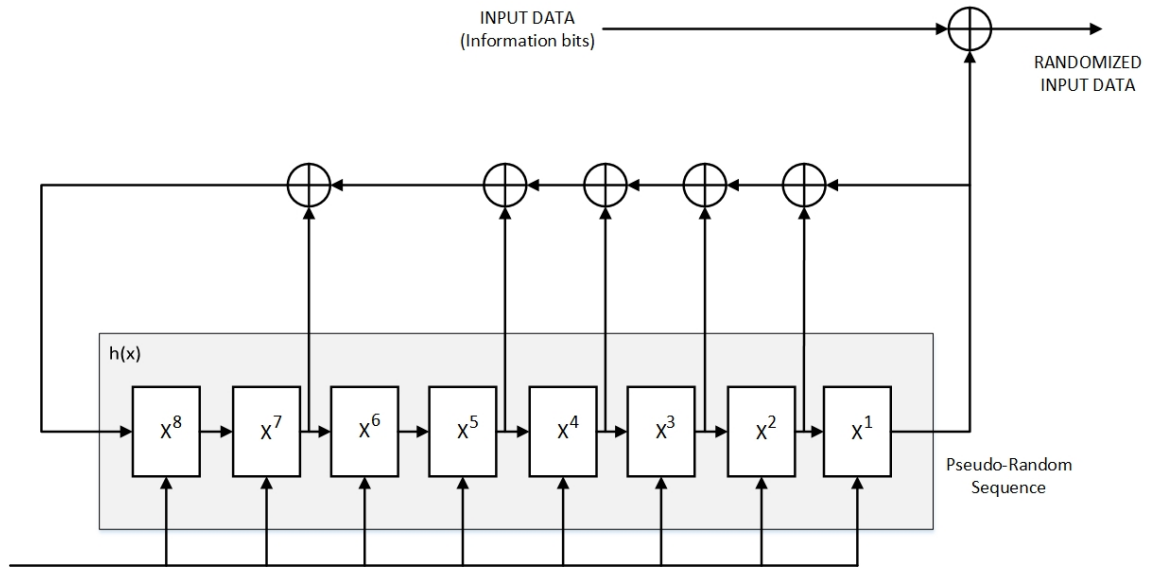 INPUT DATA
(Information bits)
RANDOMIZED
INPUT DATA
h(x)
X⁸ X⁷ X⁶ X⁵ X⁴ X³ X² X¹
Pseudo-Random
Sequence